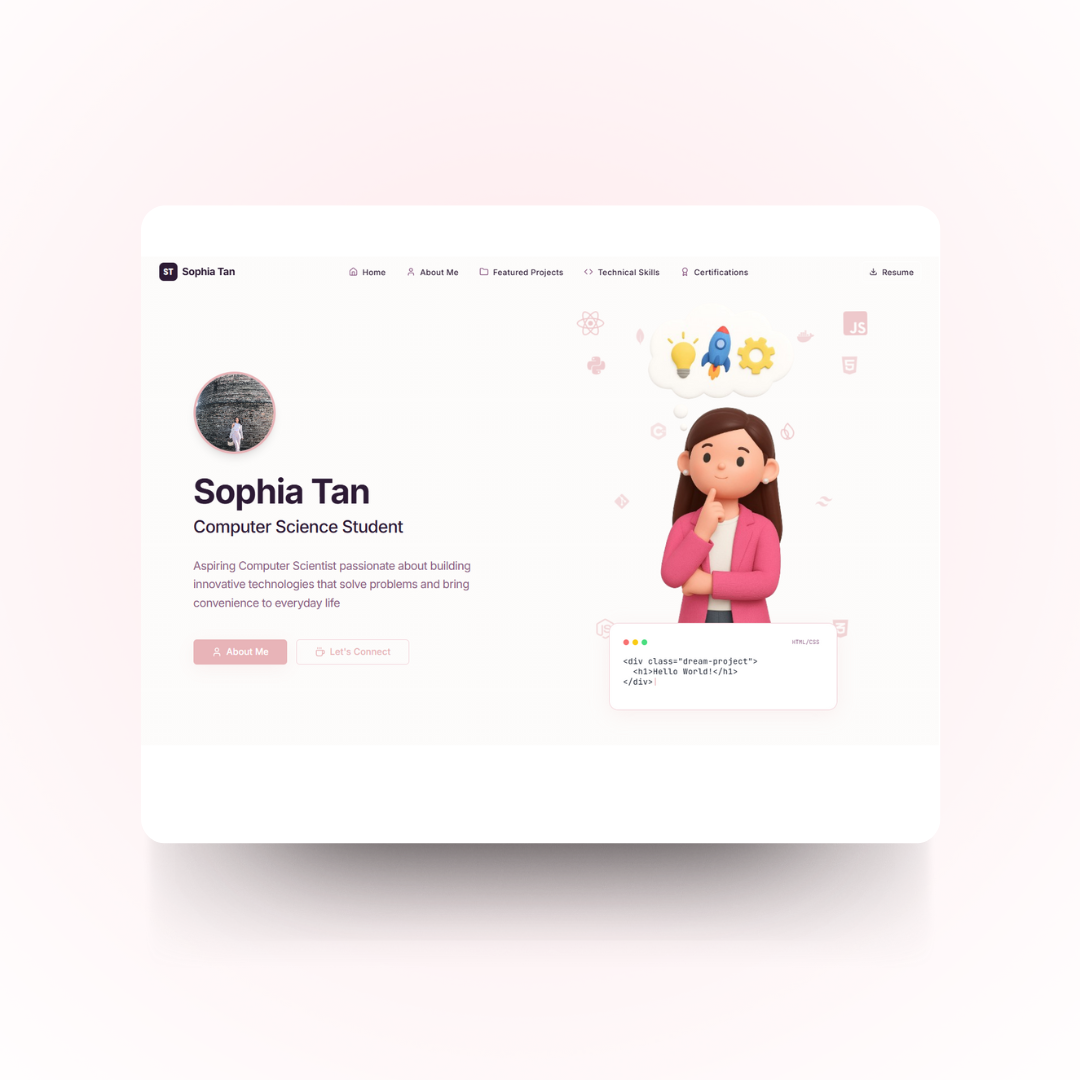 ST Sophia Tan
Home
About Me
Featured Projects
Technical Skills
Certifications
Resume
JS
5
Sophia Tan
Computer Science Student
Aspiring Computer Scientist passionate about building
innovative technologies that solve problems and bring
convenience to everyday life
About Me
Let's Connect
HTML/CSS
<div class="dream-project">
  <h1>Hello World!</h1>
</div>